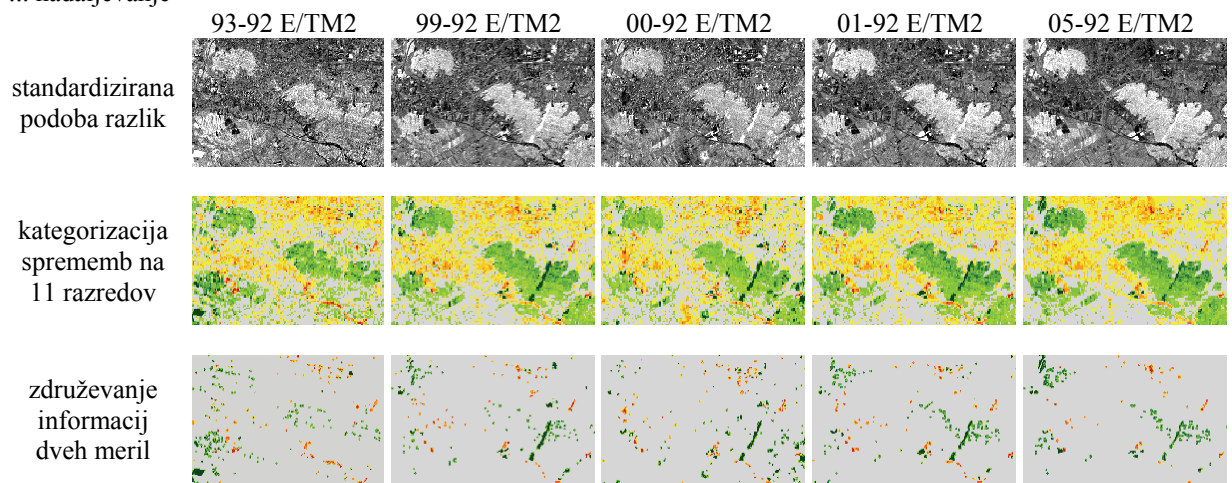 ... nadaljevanje
93-92 E/TM2 99-92 E/TM2 00-92 E/TM2 01-92 E/TM2 05-92 E/TM2
standardizirana
podoba razlik
kategorizacija
sprememb na
11 razredov
združevanje
informacij
dveh meril